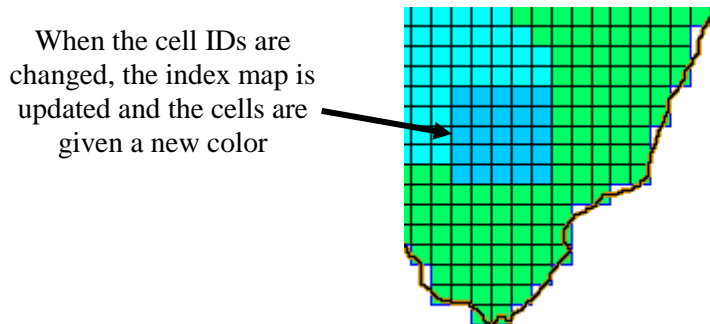 When the cell IDs are
changed, the index map is
updated and the cells are
given a new color